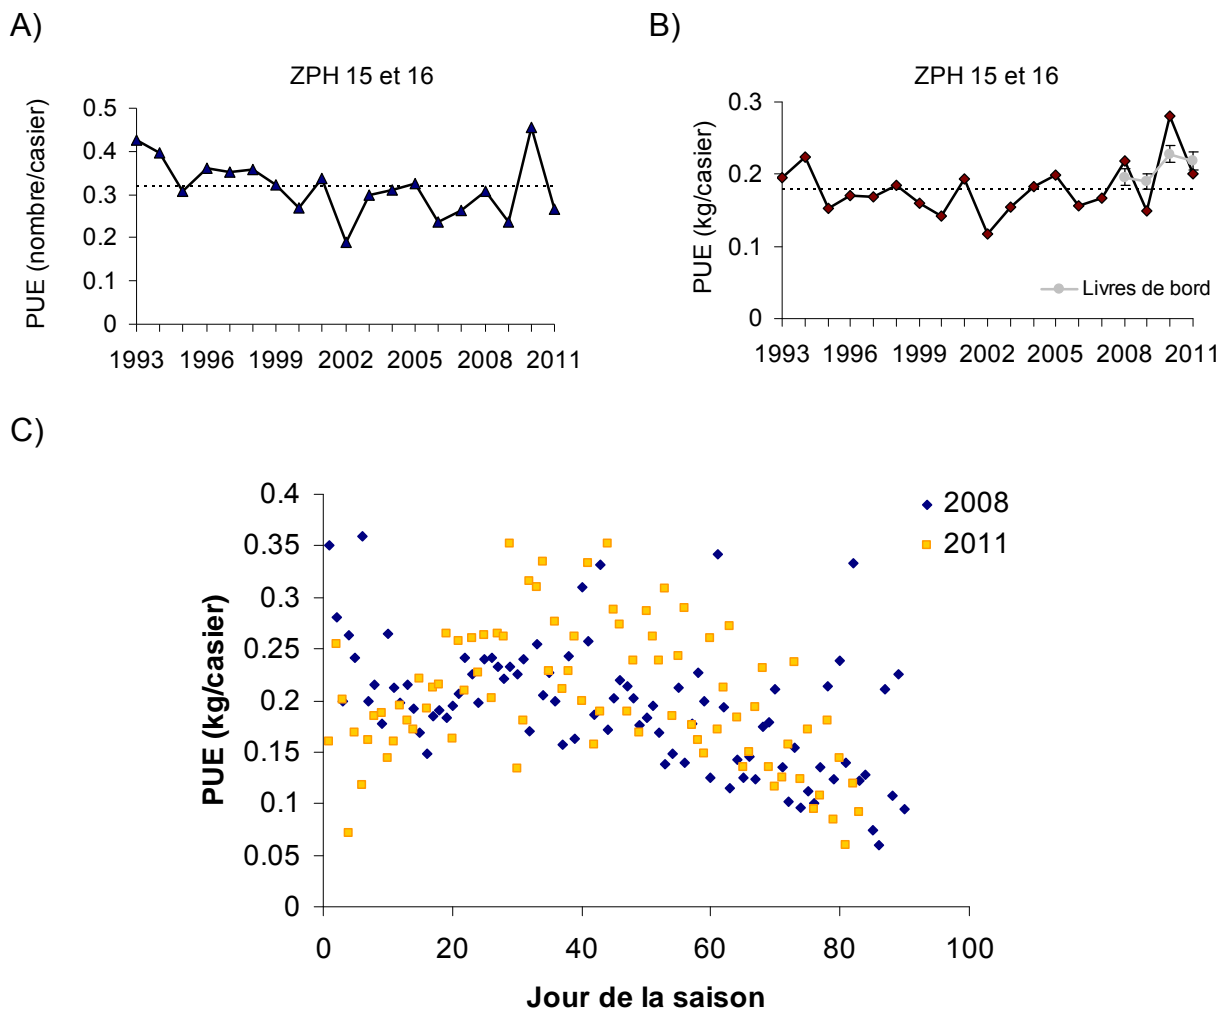 A)
ZPH 15 et 16
PUE (nombre/casier)
0.5
0.4
0.3
0.2
0.1
0
1993 1996 1999 2002 2005 2008 2011
B)
ZPH 15 et 16
PUE (kg/casier)
0.3
0.2
0.1
0
Livres de bord
1993 1996 1999 2002 2005 2008 2011
C)
PUE (kg/casier)
0.4
0.35
0.3
0.25
0.2
0.15
0.1
0.05
0
2008
2011
0 20 40 60 80 100
Jour de la saison